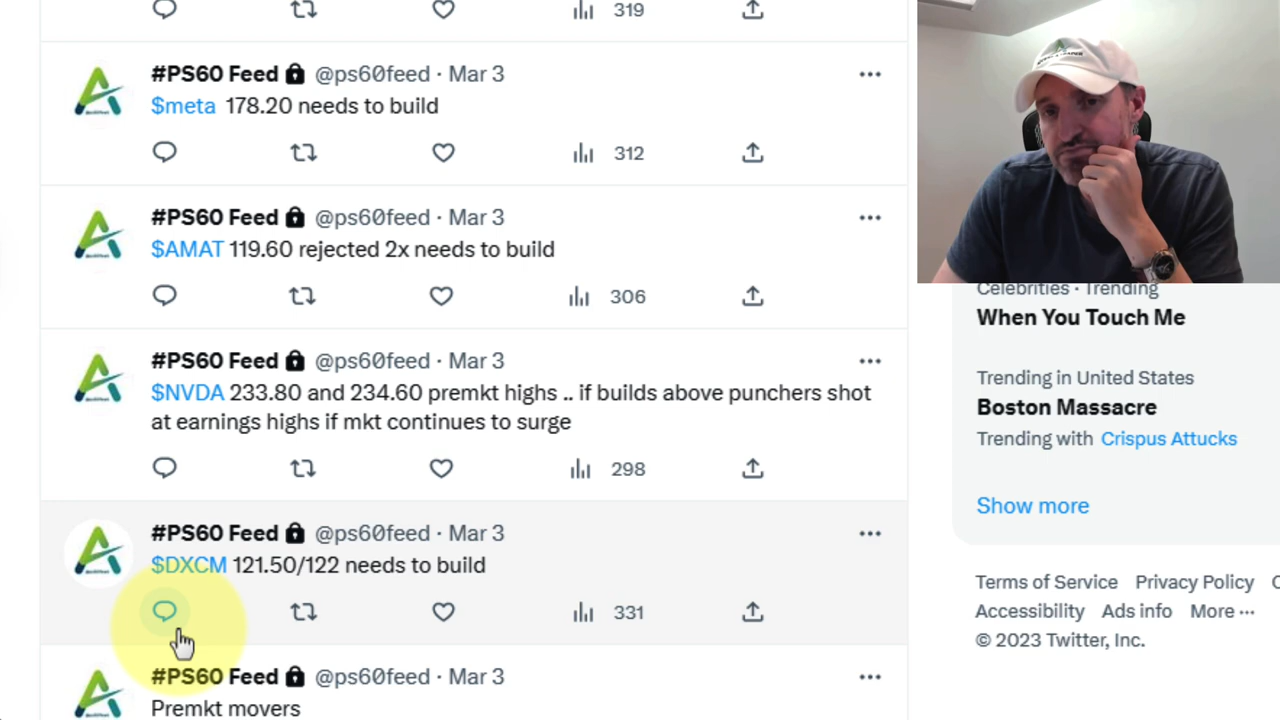 319
#PS60 Feed @ps60feed · Mar 3
$meta 178.20 needs to build
312
#PS60 Feed @ps60feed · Mar 3
$AMAT 119.60 rejected 2x needs to build
306
#PS60 Feed @ps60feed · Mar 3
$NVDA 233.80 and 234.60 premkt highs .. if builds above punchers shot
at earnings highs if mkt continues to surge
298
#PS60 Feed @ps60feed · Mar 3
$DXCM 121.50/122 needs to build
331
#PS60 Feed @ps60feed · Mar 3
Premkt movers
Celebrities · Trending
When You Touch Me
Trending in United States
Boston Massacre
Trending with Crispus Attucks
Show more
Terms of Service Privacy Policy C
Accessibility Ads info More ···
© 2023 Twitter, Inc.